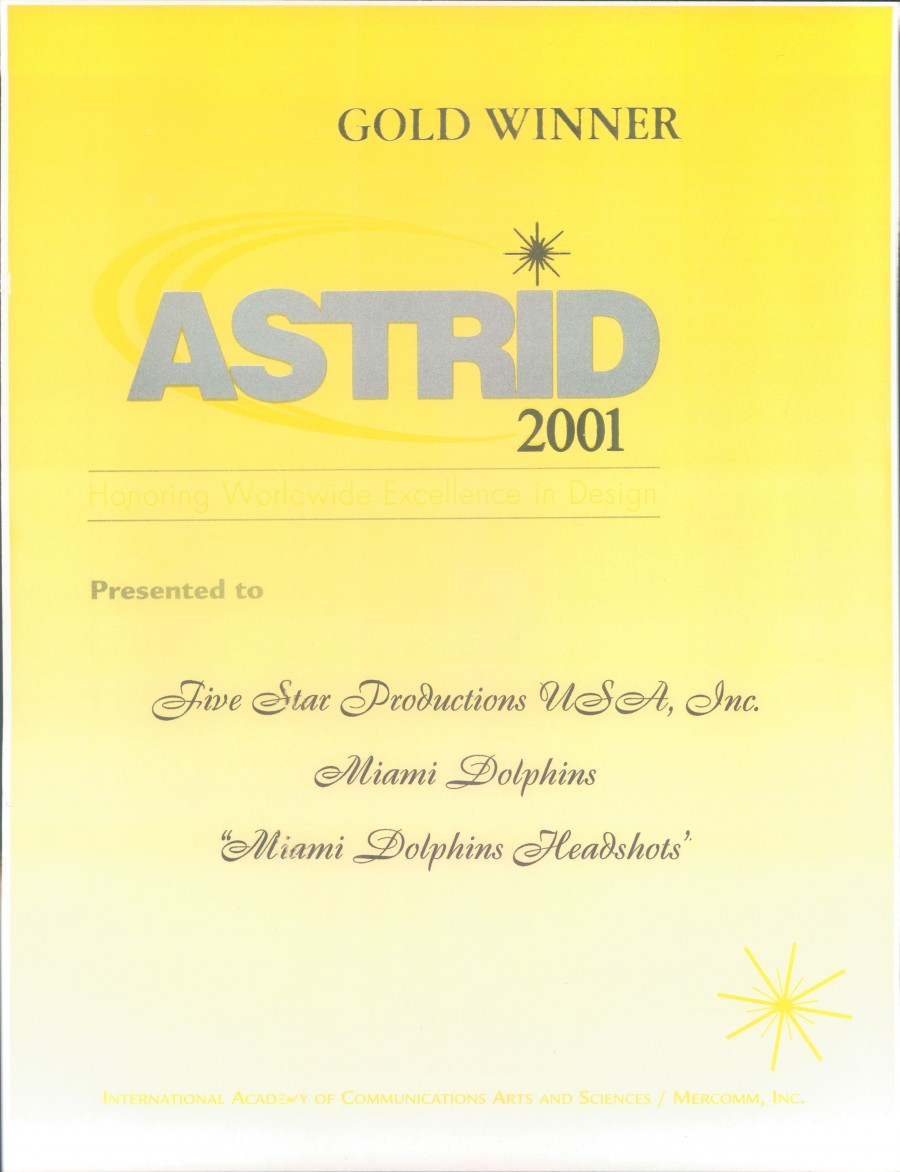 GOLD WINNER
ASTRID
2001
Honoring Worldwide Excellence in Design
Presented to
Five Star Productions USA, Inc.
Miami Dolphins
"Miami Dolphins Headshots"
INTERNATIONAL ACADEMY OF COMMUNICATIONS ARTS AND SCIENCES / MERCOMM, INC.